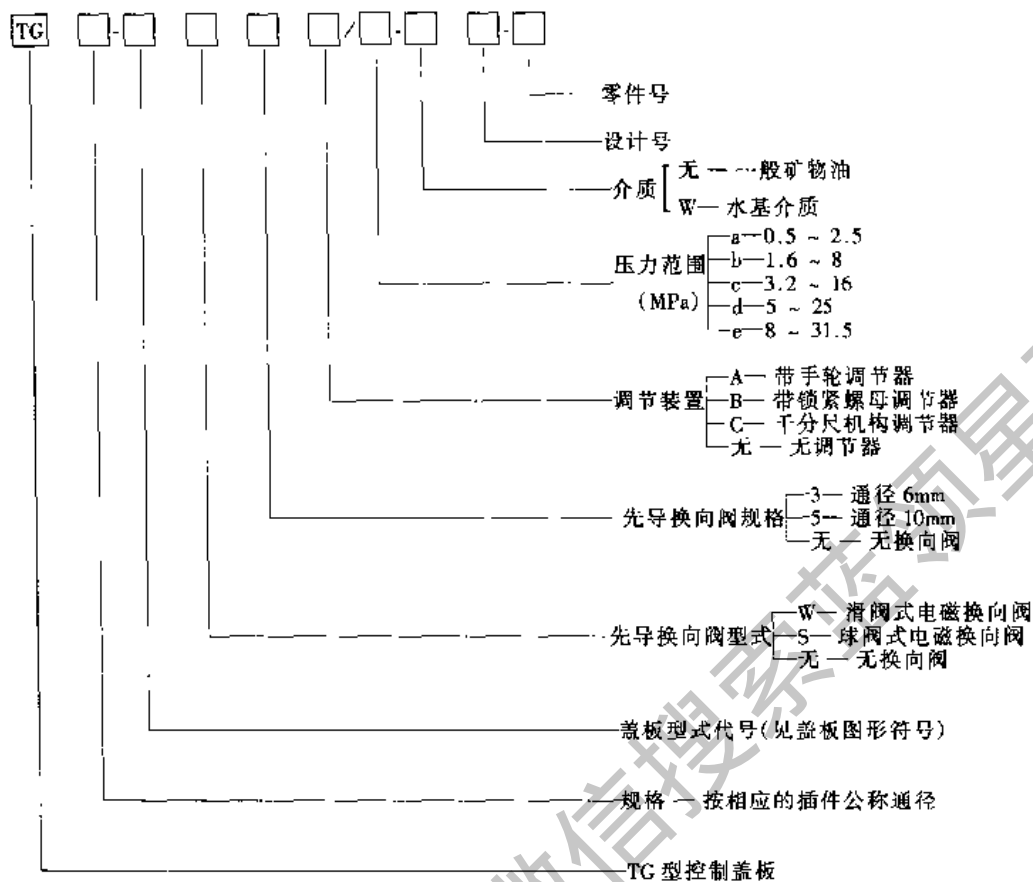 TG - / - -
零件号
设计号
介质
无 — 一般矿物油
W— 水基介质
压力范围
(MPa)
a—0.5 ~ 2.5
b—1.6 ~ 8
c—3.2 ~ 16
d—5 ~ 25
e—8 ~ 31.5
调节装置
A— 带手轮调节器
B— 带锁紧螺母调节器
C— 千分尺机构调节器
无 — 无调节器
先导换向阀规格
3— 通径 6mm
5— 通径 10mm
无 — 无换向阀
先导换向阀型式
W— 滑阀式电磁换向阀
S— 球阀式电磁换向阀
无 — 无换向阀
盖板型式代号(见盖板图形符号)
规格 — 按相应的插件公称通径
TG 型控制盖板
微信搜索蓝领星